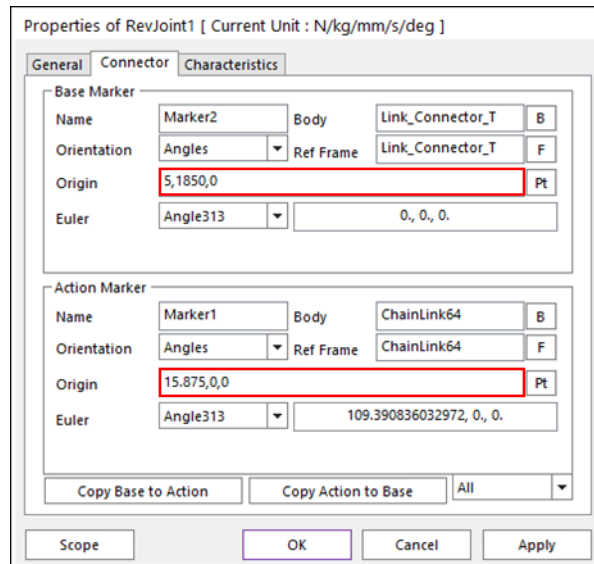 Properties of RevJoint1 [ Current Unit : N/kg/mm/s/deg ]
General Connector Characteristics
Base Marker
Name Marker2 Body Link_Connector_T B
Orientation Angles Ref Frame Link_Connector_T F
Origin 5,1850,0 Pt
Euler Angle313 0., 0., 0.
Action Marker
Name Marker1 Body ChainLink64 B
Orientation Angles Ref Frame ChainLink64 F
Origin 15.875,0,0 Pt
Euler Angle313 109.390836032972, 0., 0.
Copy Base to Action Copy Action to Base All
Scope OK Cancel Apply